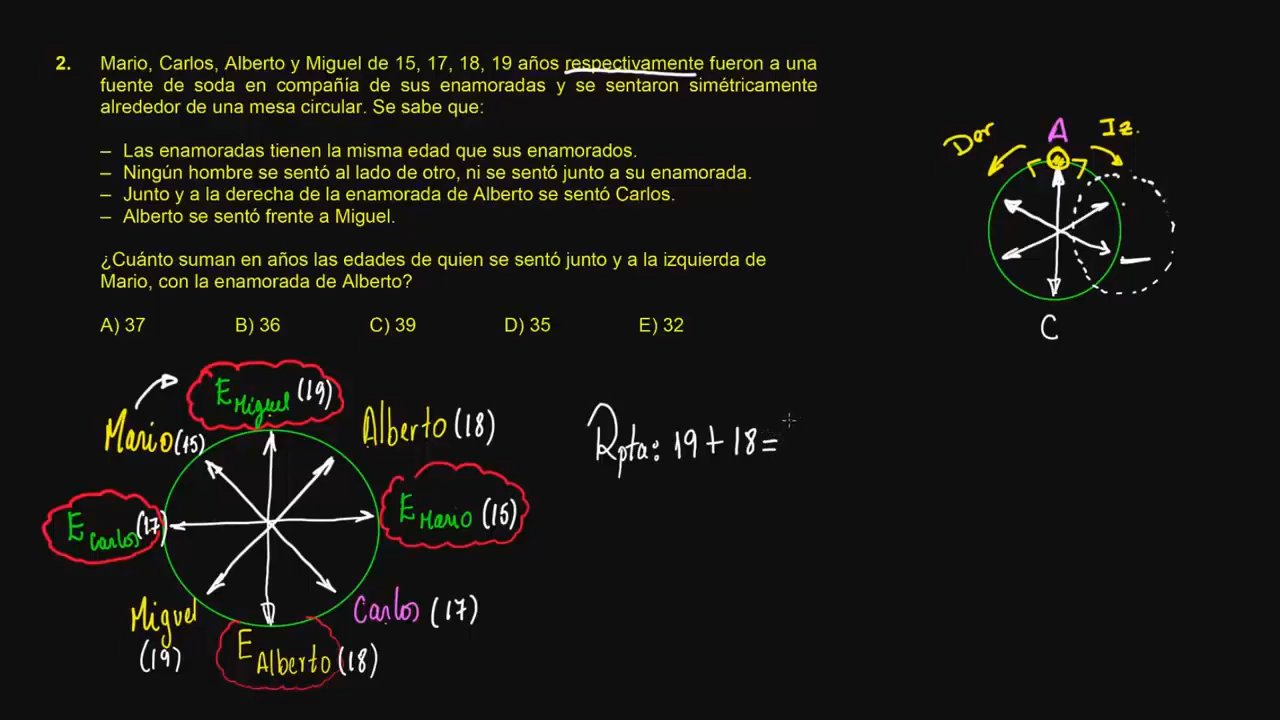 2. Mario, Carlos, Alberto y Miguel de 15, 17, 18, 19 años respectivamente fueron a una
fuente de soda en compañía de sus enamoradas y se sentaron simétricamente
alrededor de una mesa circular. Se sabe que:
– Las enamoradas tienen la misma edad que sus enamorados.
– Ningún hombre se sentó al lado de otro, ni se sentó junto a su enamorada.
– Junto y a la derecha de la enamorada de Alberto se sentó Carlos.
– Alberto se sentó frente a Miguel.
¿Cuánto suman en años las edades de quien se sentó junto y a la izquierda de
Mario, con la enamorada de Alberto?
A) 37 B) 36 C) 39 D) 35 E) 32
Der A Iz.
C
E Miguel (19)
Mario (15) Alberto (18)
E Carlos (17) E Mario (15)
Miguel (19) Carlos (17)
E Alberto (18)
Rpta: 19 + 18 =